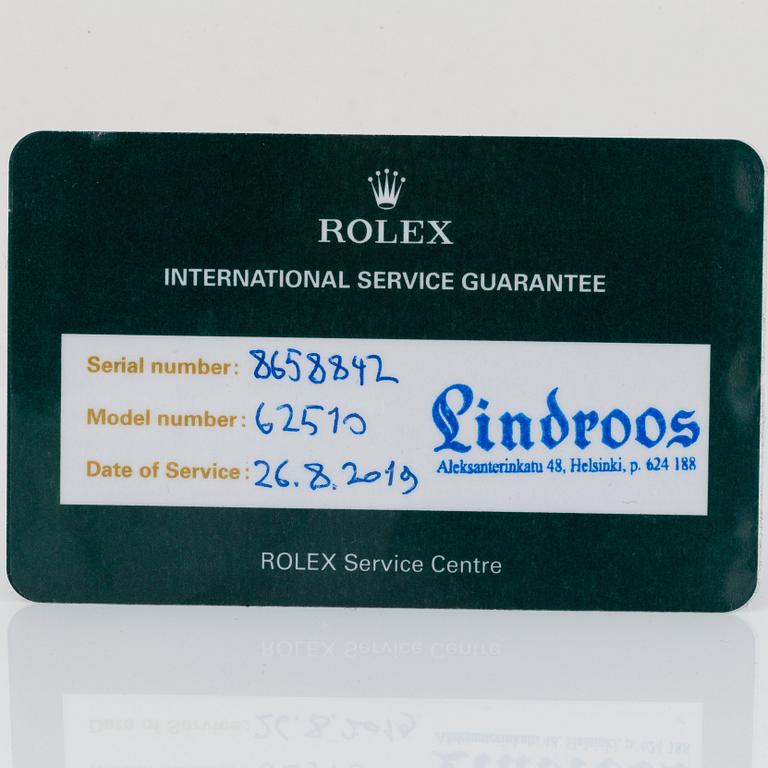 ROLEX
INTERNATIONAL SERVICE GUARANTEE
Serial number: 8658842
Model number: 62510
Date of Service: 26.8.2019
Lindroos
Aleksanterinkatu 48, Helsinki, p. 624 188
ROLEX Service Centre